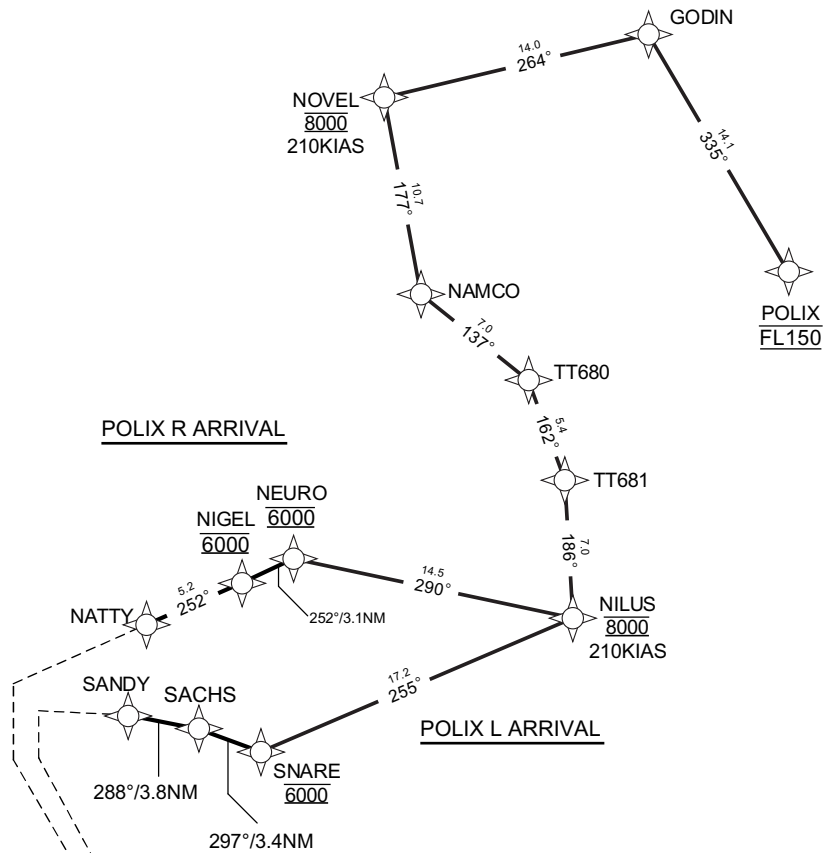 GODIN
14.0
264°
NOVEL
8000
210KIAS
14.1
335°
10.7
177°
POLIX
FL150
NAMCO
7.0
137°
TT680
5.4
162°
POLIX R ARRIVAL
TT681
NEURO
6000
NIGEL
6000
7.0
186°
14.5
290°
5.2
252°
252°/3.1NM
NATTY
NILUS
8000
210KIAS
17.2
255°
SANDY
SACHS
POLIX L ARRIVAL
SNARE
6000
288°/3.8NM
297°/3.4NM